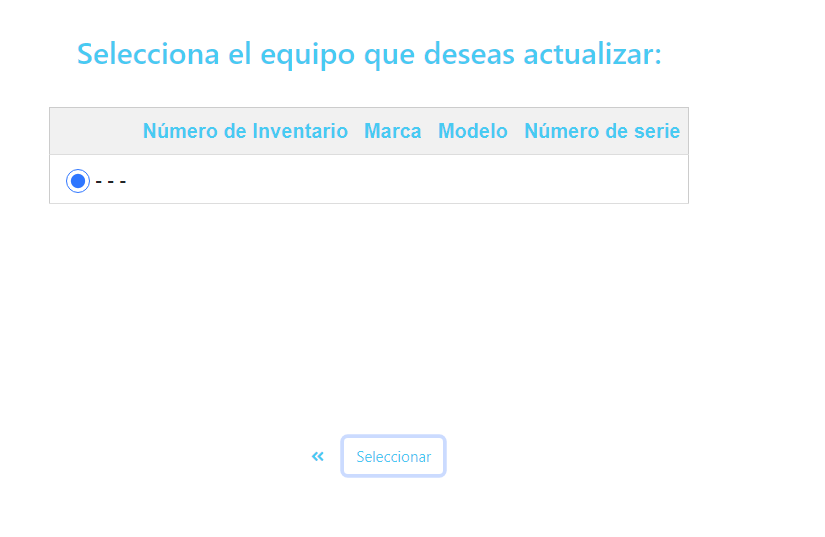 Selecciona el equipo que deseas actualizar:
Número de Inventario Marca Modelo Número de serie
- - -
« Seleccionar